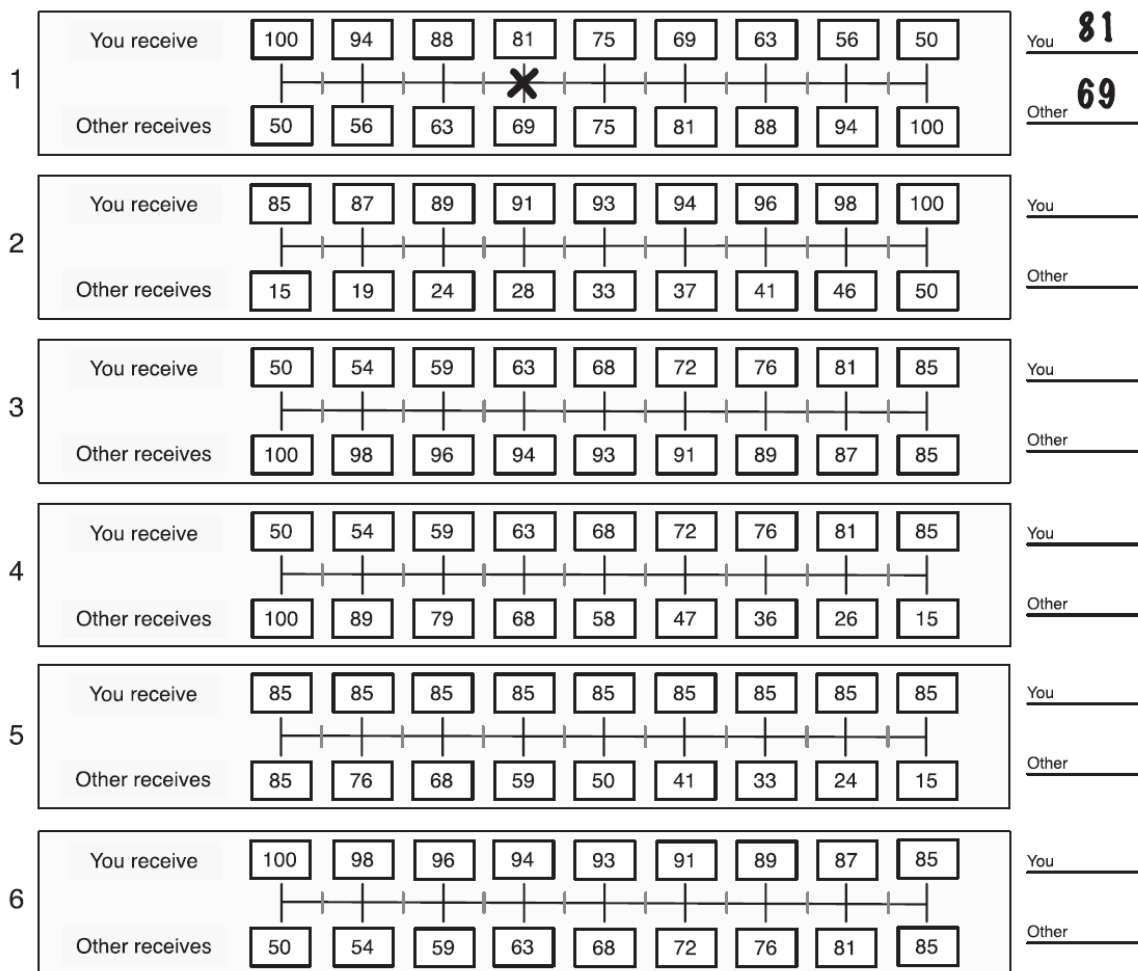 You receive 100 94 88 81 75 69 63 56 50 You 81
1
Other receives 50 56 63 69 75 81 88 94 100 Other 69
You receive 85 87 89 91 93 94 96 98 100 You
2
Other receives 15 19 24 28 33 37 41 46 50 Other
You receive 50 54 59 63 68 72 76 81 85 You
3
Other receives 100 98 96 94 93 91 89 87 85 Other
You receive 50 54 59 63 68 72 76 81 85 You
4
Other receives 100 89 79 68 58 47 36 26 15 Other
You receive 85 85 85 85 85 85 85 85 85 You
5
Other receives 85 76 68 59 50 41 33 24 15 Other
You receive 100 98 96 94 93 91 89 87 85 You
6
Other receives 50 54 59 63 68 72 76 81 85 Other